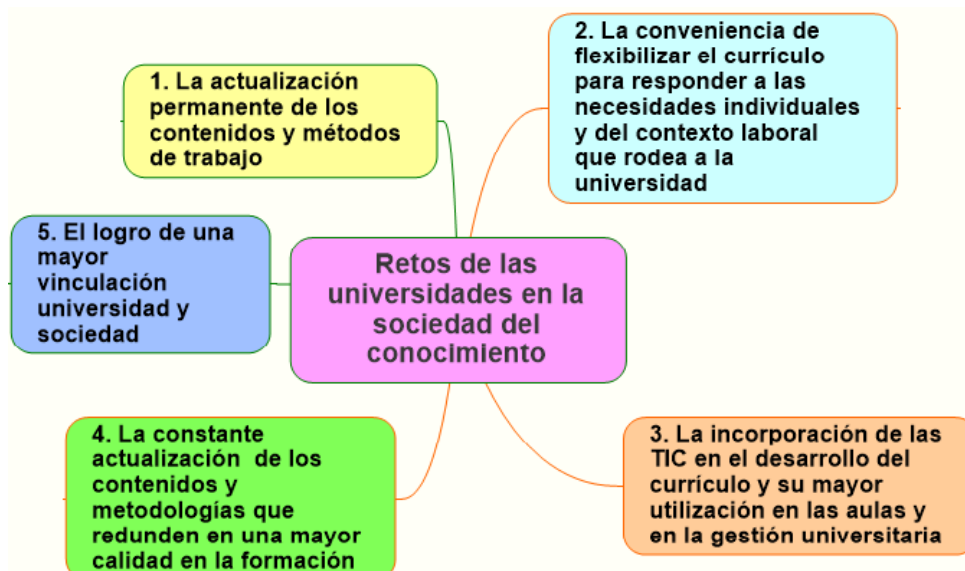 Retos de las
universidades en la
sociedad del
conocimiento
1. La actualización
permanente de los
contenidos y métodos
de trabajo
2. La conveniencia de
flexibilizar el currículo
para responder a las
necesidades individuales
y del contexto laboral
que rodea a la
universidad
3. La incorporación de las
TIC en el desarrollo del
currículo y su mayor
utilización en las aulas y
en la gestión universitaria
4. La constante
actualización de los
contenidos y
metodologías que
redunden en una mayor
calidad en la formación
5. El logro de una
mayor
vinculación
universidad y
sociedad